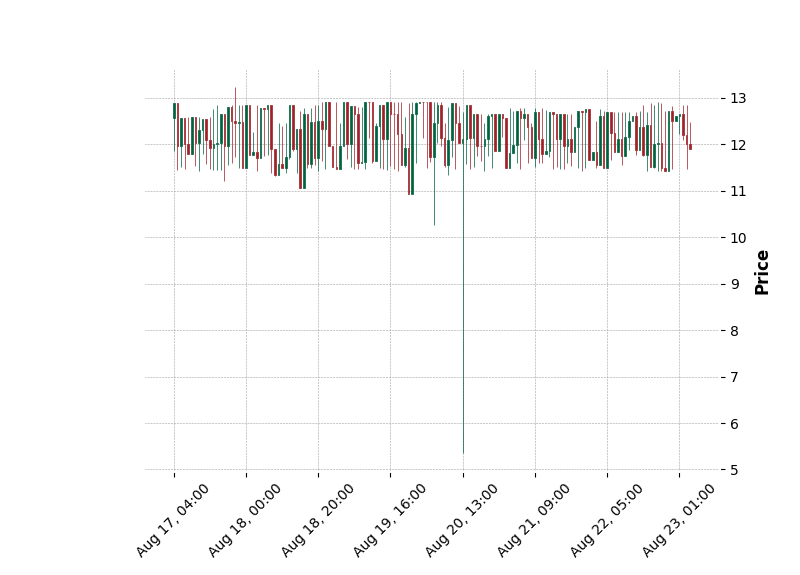 13
12
11
10
9
8
7
6
5
Price
Aug 17, 04:00
Aug 18, 00:00
Aug 18, 20:00
Aug 19, 16:00
Aug 20, 13:00
Aug 21, 09:00
Aug 22, 05:00
Aug 23, 01:00